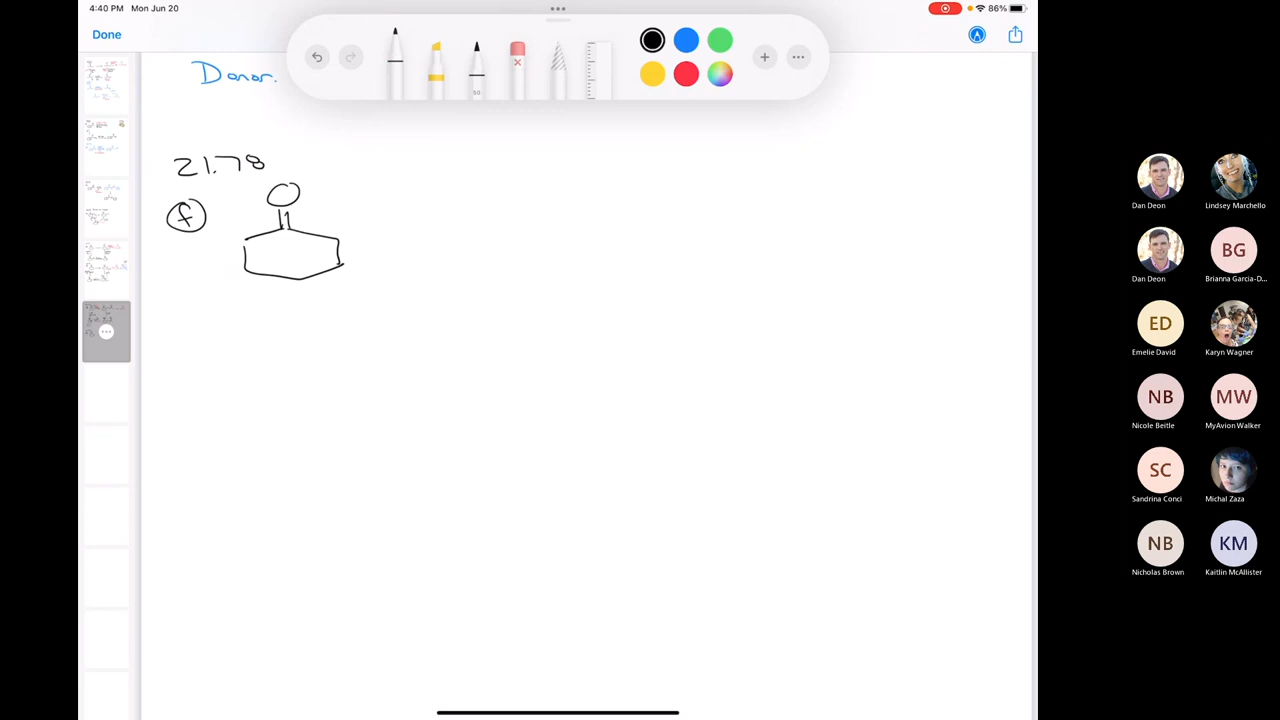 4:40 PM Mon Jun 20
86%
Done
Donor.
50
21.78
f
O
Dan Deon
Lindsey Marchello
BG
Dan Deon
Brianna Garcia-D...
ED
Emelie David
Karyn Wagner
NB
MW
Nicole Beitle
MyAvion Walker
SC
Sandrina Conci
Michal Zaza
NB
KM
Nicholas Brown
Kaitlin McAllister